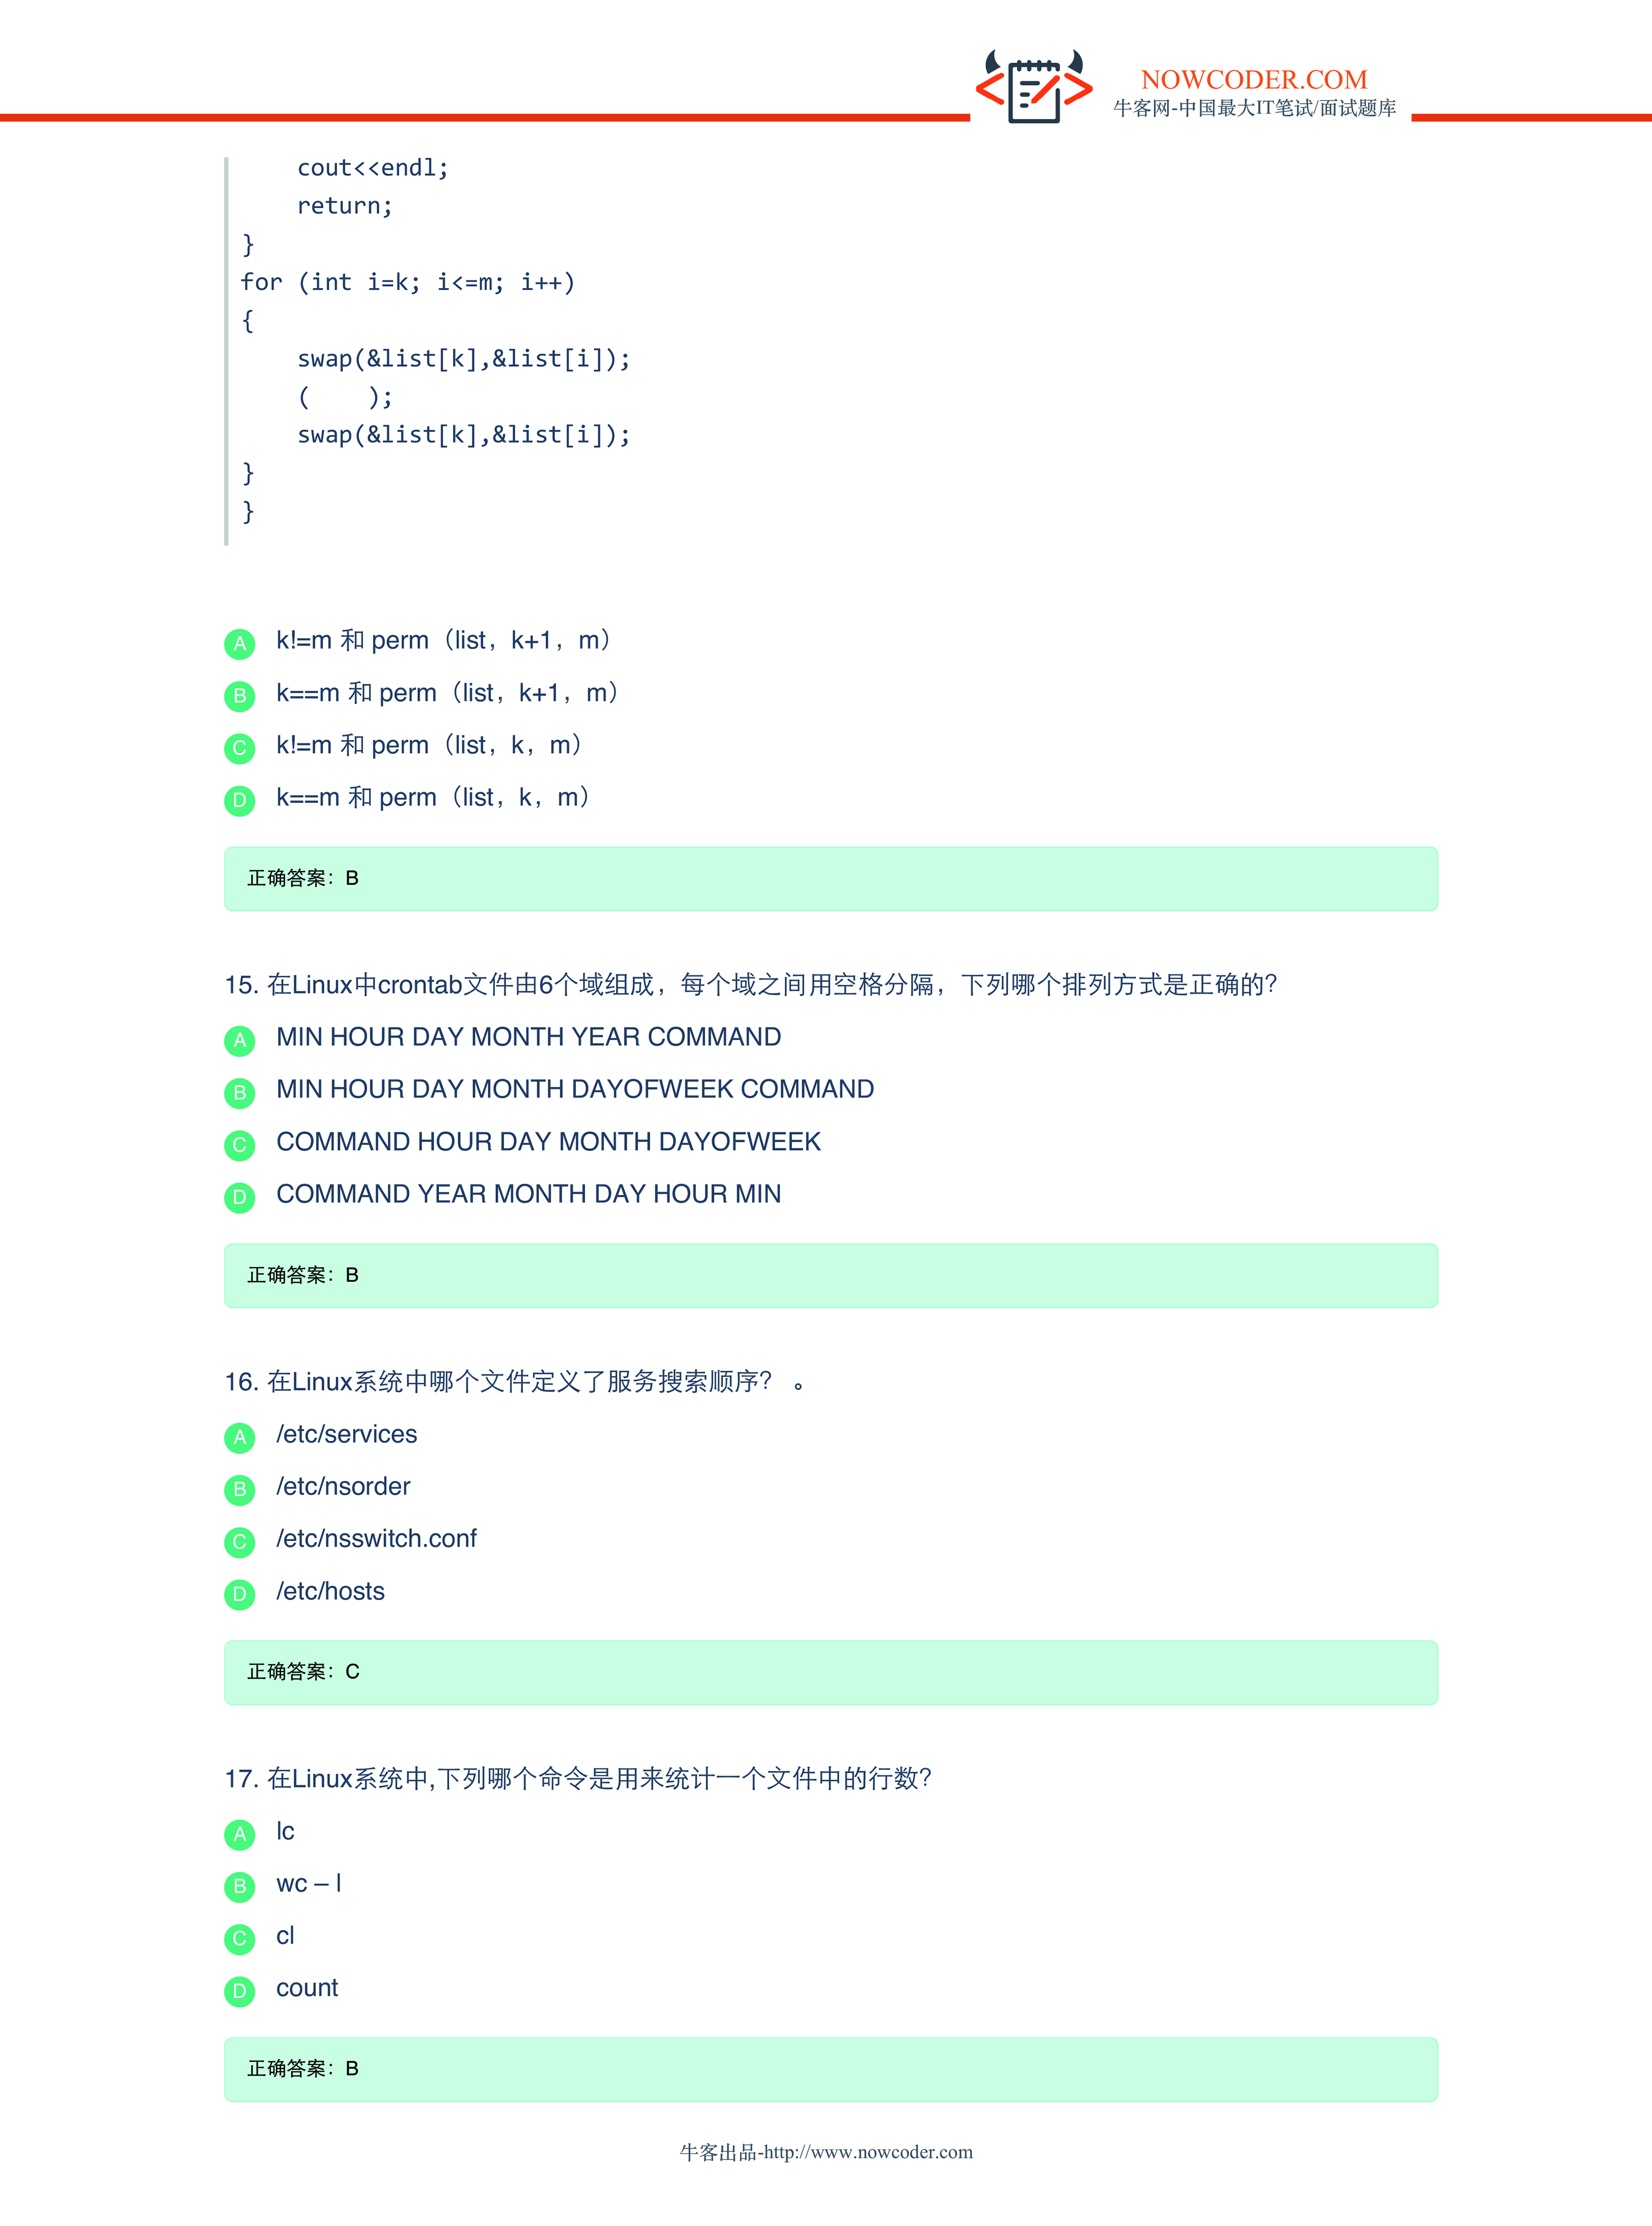 NOWCODER.COM
牛客网-中国最大IT笔试/面试题库
cout<<endl;
return;
}
for (int i=k; i<=m; i++)
{
swap(&list[k],&list[i]);
(    );
swap(&list[k],&list[i]);
}
}
A k!=m 和 perm（list，k+1，m）
B k==m 和 perm（list，k+1，m）
C k!=m 和 perm（list，k，m）
D k==m 和 perm（list，k，m）
正确答案：B
15. 在Linux中crontab文件由6个域组成，每个域之间用空格分隔，下列哪个排列方式是正确的？
A MIN HOUR DAY MONTH YEAR COMMAND
B MIN HOUR DAY MONTH DAYOFWEEK COMMAND
C COMMAND HOUR DAY MONTH DAYOFWEEK
D COMMAND YEAR MONTH DAY HOUR MIN
正确答案：B
16. 在Linux系统中哪个文件定义了服务搜索顺序？ 。
A /etc/services
B /etc/nsorder
C /etc/nsswitch.conf
D /etc/hosts
正确答案：C
17. 在Linux系统中,下列哪个命令是用来统计一个文件中的行数？
A lc
B wc – l
C cl
D count
正确答案：B
牛客出品-http://www.nowcoder.com